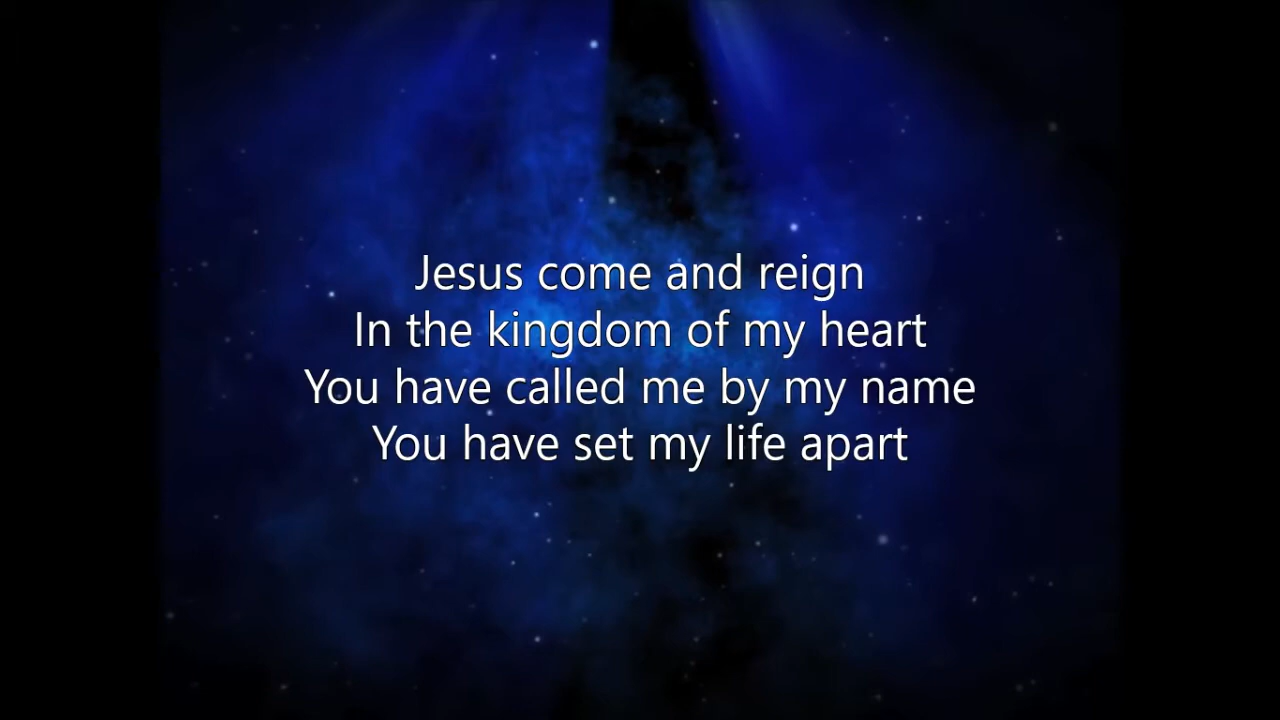 Jesus come and reign
In the kingdom of my heart
You have called me by my name
You have set my life apart